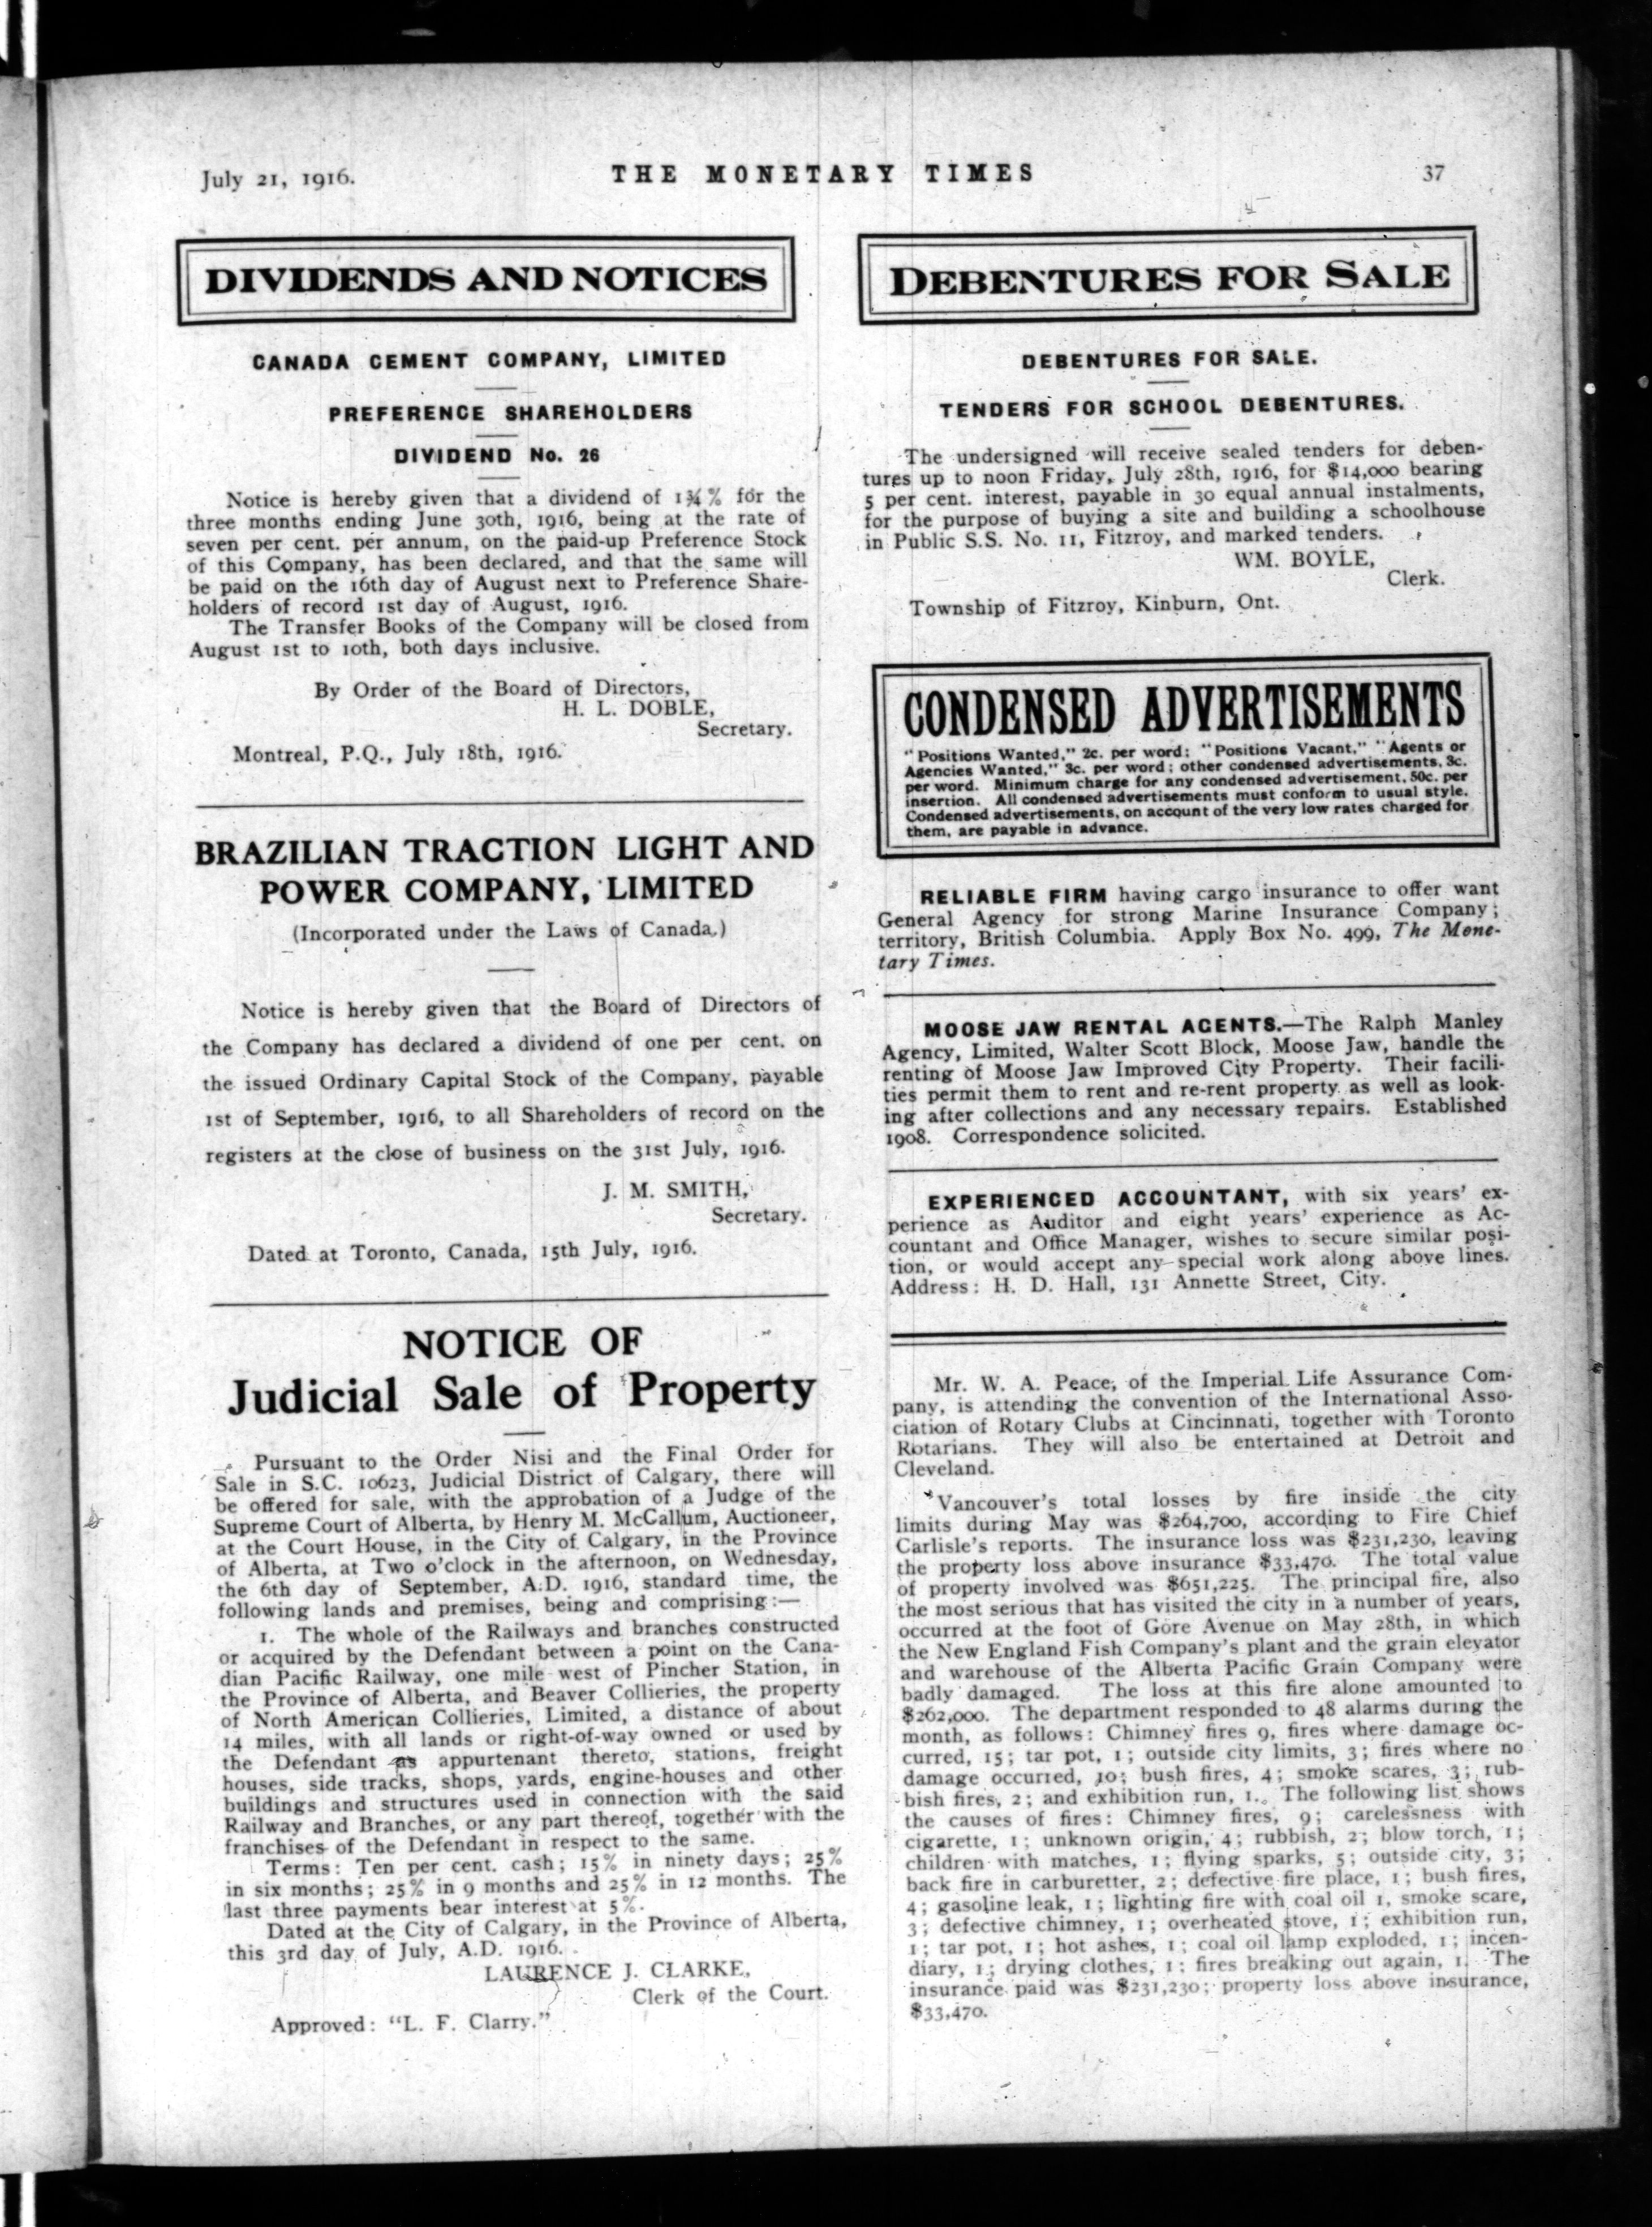 July 21, 1916.
THE MONETARY TIMES
37
DIVIDENDS AND NOTICES
CANADA CEMENT COMPANY, LIMITED
PREFERENCE SHAREHOLDERS
DIVIDEND No. 26
Notice is hereby given that a dividend of 1¾% for the
three months ending June 30th, 1916, being at the rate of
seven per cent. per annum, on the paid-up Preference Stock
of this Company, has been declared, and that the same will
be paid on the 16th day of August next to Preference Share-
holders of record 1st day of August, 1916.
The Transfer Books of the Company will be closed from
August 1st to 10th, both days inclusive.
By Order of the Board of Directors,
H. L. DOBLE,
Secretary.
Montreal, P.Q., July 18th, 1916.
BRAZILIAN TRACTION LIGHT AND
POWER COMPANY, LIMITED
(Incorporated under the Laws of Canada.)
Notice is hereby given that the Board of Directors of
the Company has declared a dividend of one per cent. on
the issued Ordinary Capital Stock of the Company, payable
1st of September, 1916, to all Shareholders of record on the
registers at the close of business on the 31st July, 1916.
J. M. SMITH,
Secretary.
Dated at Toronto, Canada, 15th July, 1916.
NOTICE OF
Judicial Sale of Property
Pursuant to the Order Nisi and the Final Order for
Sale in S.C. 10623, Judicial District of Calgary, there will
be offered for sale, with the approbation of a Judge of the
Supreme Court of Alberta, by Henry M. McCallum, Auctioneer,
at the Court House, in the City of Calgary, in the Province
of Alberta, at Two o'clock in the afternoon, on Wednesday,
the 6th day of September, A.D. 1916, standard time, the
following lands and premises, being and comprising:—
1. The whole of the Railways and branches constructed
or acquired by the Defendant between a point on the Cana-
dian Pacific Railway, one mile west of Pincher Station, in
the Province of Alberta, and Beaver Collieries, the property
of North American Collieries, Limited, a distance of about
14 miles, with all lands or right-of-way owned or used by
the Defendant as appurtenant thereto, stations, freight
houses, side tracks, shops, yards, engine-houses and other
buildings and structures used in connection with the said
Railway and Branches, or any part thereof, together with the
franchises of the Defendant in respect to the same.
Terms: Ten per cent. cash; 15% in ninety days; 25%
in six months; 25% in 9 months and 25% in 12 months. The
last three payments bear interest at 5%.
Dated at the City of Calgary, in the Province of Alberta,
this 3rd day of July, A.D. 1916.
LAURENCE J. CLARKE,
Clerk of the Court.
Approved: "L. F. Clarry."
DEBENTURES FOR SALE
DEBENTURES FOR SALE.
TENDERS FOR SCHOOL DEBENTURES.
The undersigned will receive sealed tenders for deben-
tures up to noon Friday, July 28th, 1916, for $14,000 bearing
5 per cent. interest, payable in 30 equal annual instalments,
for the purpose of buying a site and building a schoolhouse
in Public S.S. No. 11, Fitzroy, and marked tenders.
WM. BOYLE,
Clerk.
Township of Fitzroy, Kinburn, Ont.
CONDENSED ADVERTISEMENTS
"Positions Wanted," 2c. per word; "Positions Vacant," "Agents or
Agencies Wanted," 3c. per word; other condensed advertisements, 3c.
per word. Minimum charge for any condensed advertisement, 50c. per
insertion. All condensed advertisements must conform to usual style.
Condensed advertisements, on account of the very low rates charged for
them, are payable in advance.
RELIABLE FIRM having cargo insurance to offer want
General Agency for strong Marine Insurance Company;
territory, British Columbia. Apply Box No. 499, The Mone-
tary Times.
MOOSE JAW RENTAL AGENTS.—The Ralph Manley
Agency, Limited, Walter Scott Block, Moose Jaw, handle the
renting of Moose Jaw Improved City Property. Their facili-
ties permit them to rent and re-rent property as well as look-
ing after collections and any necessary repairs. Established
1908. Correspondence solicited.
EXPERIENCED ACCOUNTANT, with six years' ex-
perience as Auditor and eight years' experience as Ac-
countant and Office Manager, wishes to secure similar posi-
tion, or would accept any special work along above lines.
Address: H. D. Hall, 131 Annette Street, City.
Mr. W. A. Peace, of the Imperial Life Assurance Com-
pany, is attending the convention of the International Asso-
ciation of Rotary Clubs at Cincinnati, together with Toronto
Rotarians. They will also be entertained at Detroit and
Cleveland.
Vancouver's total losses by fire inside the city
limits during May was $264,700, according to Fire Chief
Carlisle's reports. The insurance loss was $231,230, leaving
the property loss above insurance $33,470. The total value
of property involved was $651,225. The principal fire, also
the most serious that has visited the city in a number of years,
occurred at the foot of Gore Avenue on May 28th, in which
the New England Fish Company's plant and the grain elevator
and warehouse of the Alberta Pacific Grain Company were
badly damaged. The loss at this fire alone amounted to
$262,000. The department responded to 48 alarms during the
month, as follows: Chimney fires 9, fires where damage oc-
curred, 15; tar pot, 1; outside city limits, 3; fires where no
damage occurred, 10; bush fires, 4; smoke scares, 3; rub-
bish fires, 2; and exhibition run, 1. The following list shows
the causes of fires: Chimney fires, 9; carelessness with
cigarette, 1; unknown origin, 4; rubbish, 2; blow torch, 1;
children with matches, 1; flying sparks, 5; outside city, 3;
back fire in carburetter, 2; defective fire place, 1; bush fires,
4; gasoline leak, 1; lighting fire with coal oil 1, smoke scare,
3; defective chimney, 1; overheated stove, 1; exhibition run,
1; tar pot, 1; hot ashes, 1; coal oil lamp exploded, 1; incen-
diary, 1; drying clothes, 1; fires breaking out again, 1. The
insurance paid was $231,230; property loss above insurance,
$33,470.